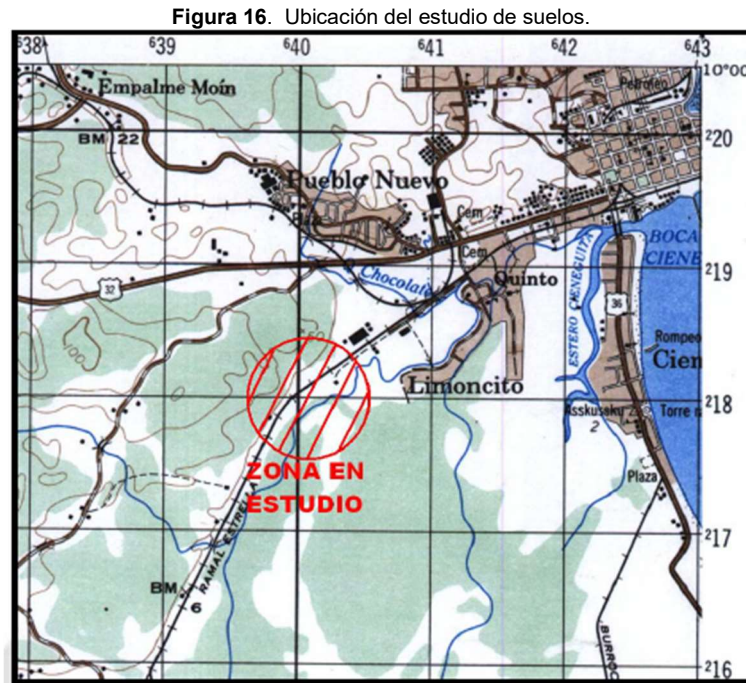 Figura 16. Ubicación del estudio de suelos.
638 639 640 641 642 643
10°00
Empalme Moín
BM 22
220
Pueblo Nuevo
Cem
Cem
BOCA
CIENE
219
32
Chocolate
Quinto
ESTERO CIENEGUITA
36
Rompeo
Cien
Limoncito
218
Torre
2
ZONA EN
ESTUDIO
Plaza
RAMAL ESTRELLA
217
BM
6
BURROC
216